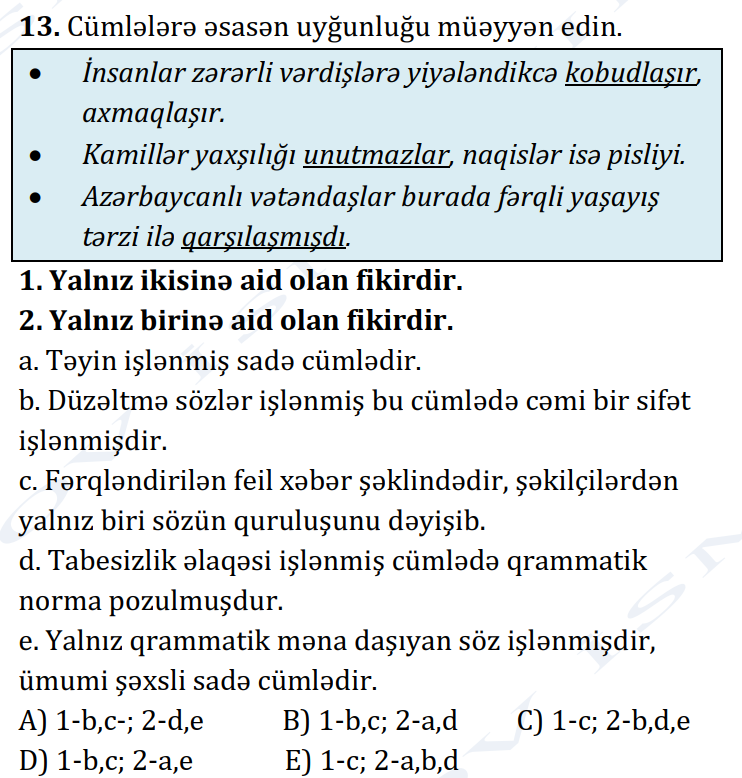 13. Cümlələrə əsasən uyğunluğu müəyyən edin.
• İnsanlar zərərli vərdişlərə yiyələndikcə kobudlaşır,
axmaqlaşır.
• Kamillər yaxşılığı unutmazlar, naqislər isə pisliyi.
• Azərbaycanlı vətəndaşlar burada fərqli yaşayış
tərzi ilə qarşılaşmışdı.
1. Yalnız ikisinə aid olan fikirdir.
2. Yalnız birinə aid olan fikirdir.
a. Təyin işlənmiş sadə cümlədir.
b. Düzəltmə sözlər işlənmiş bu cümlədə cəmi bir sifət
işlənmişdir.
c. Fərqləndirilən feil xəbər şəklindədir, şəkilçilərdən
yalnız biri sözün quruluşunu dəyişib.
d. Tabesizlik əlaqəsi işlənmiş cümlədə qrammatik
norma pozulmuşdur.
e. Yalnız qrammatik məna daşıyan söz işlənmişdir,
ümumi şəxsli sadə cümlədir.
A) 1-b,c-; 2-d,e B) 1-b,c; 2-a,d C) 1-c; 2-b,d,e
D) 1-b,c; 2-a,e E) 1-c; 2-a,b,d